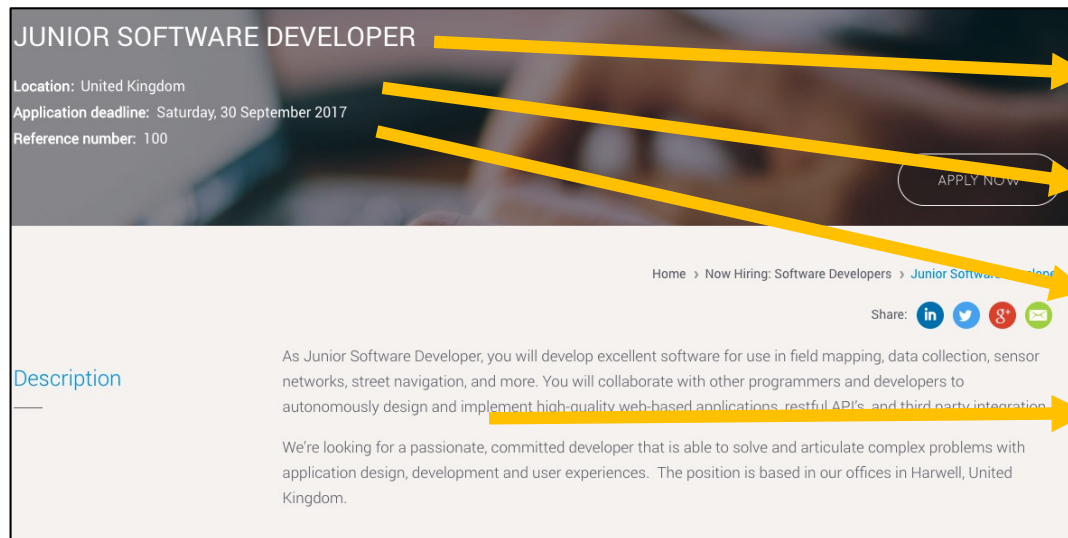 JUNIOR SOFTWARE DEVELOPER
Location: United Kingdom
Application deadline: Saturday, 30 September 2017
Reference number: 100
APPLY NOW
Home › Now Hiring: Software Developers › Junior Software Develope
Share: in g+
Description
As Junior Software Developer, you will develop excellent software for use in field mapping, data collection, sensor
networks, street navigation, and more. You will collaborate with other programmers and developers to
autonomously design and implement high-quality web-based applications, restful API's, and third party integration
We're looking for a passionate, committed developer that is able to solve and articulate complex problems with
application design, development and user experiences. The position is based in our offices in Harwell, United
Kingdom.